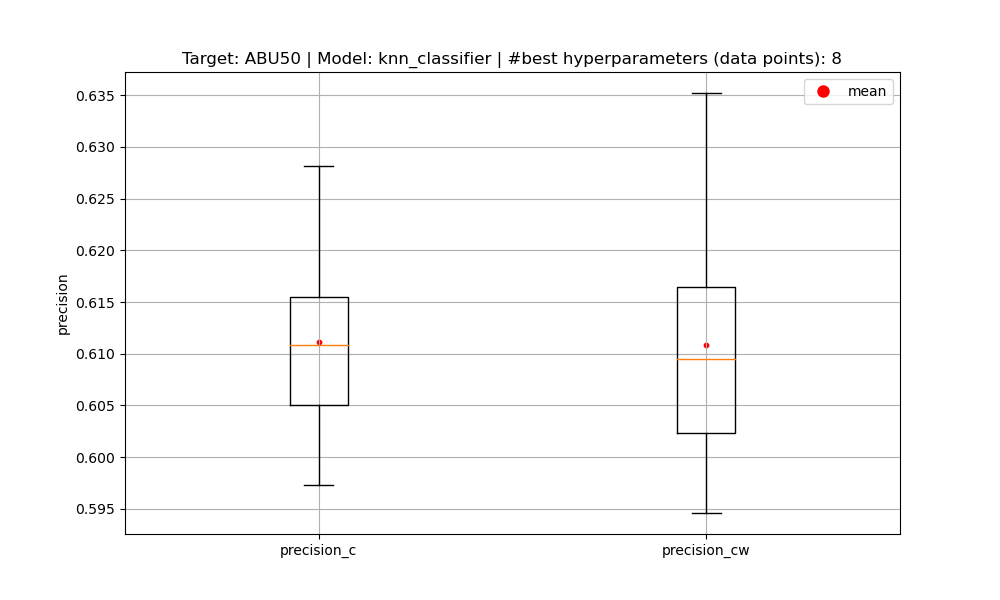 Target: ABU50 | Model: knn_classifier | #best hyperparameters (data points): 8
mean
0.635
0.630
0.625
0.620
0.615
0.610
0.605
0.600
0.595
precision
precision_c
precision_cw